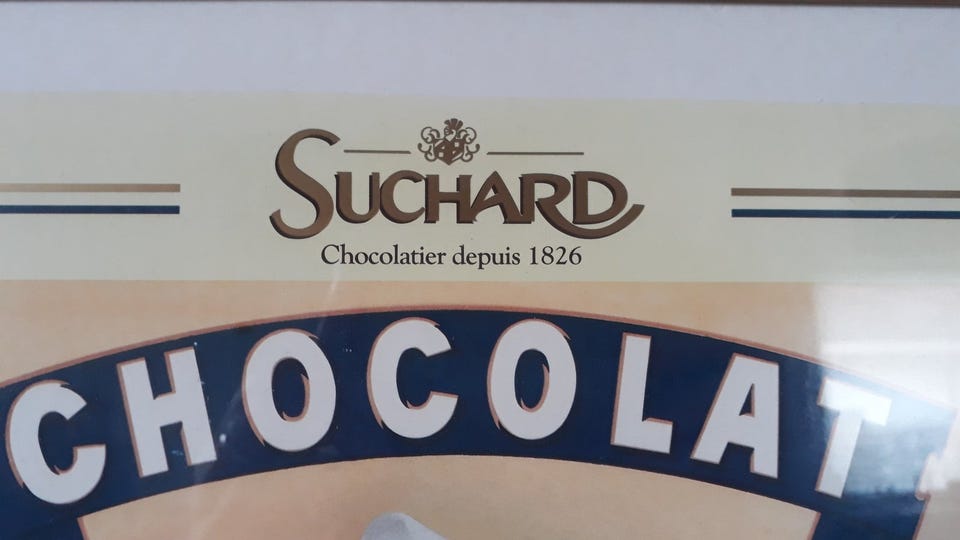 SUCHARD
Chocolatier depuis 1826
CHOCOLAT